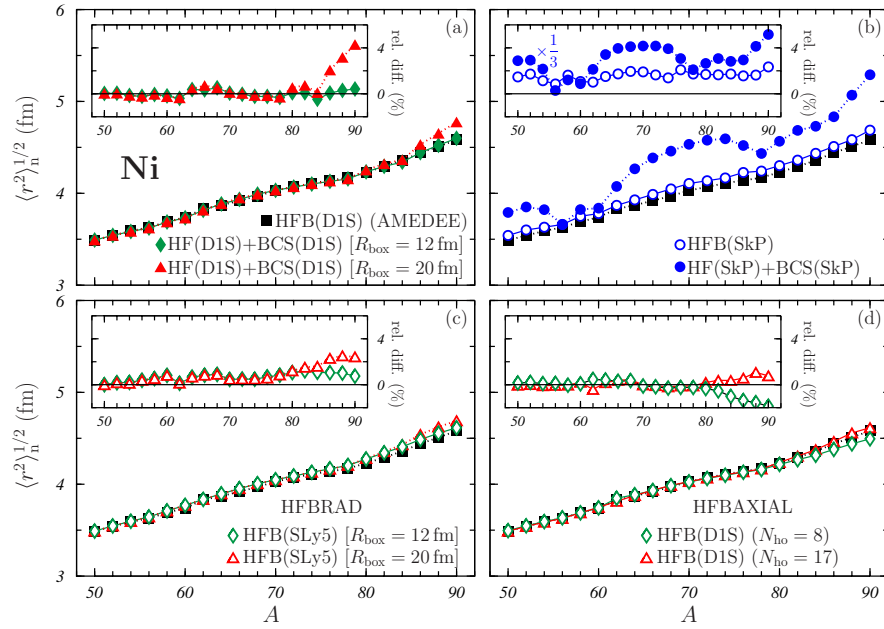 (a)
4
0
rel. diff. (%)
50 60 70 80 90
6
5
4
3
⟨r²⟩ₙ^{1/2} (fm)
Ni
HFB(D1S) (AMEDEE)
HF(D1S)+BCS(D1S) [R_box = 12 fm]
HF(D1S)+BCS(D1S) [R_box = 20 fm]
(b)
× 1/3
4
0
rel. diff. (%)
50 60 70 80 90
HFB(SkP)
HF(SkP)+BCS(SkP)
(c)
4
0
rel. diff. (%)
50 60 70 80 90
6
5
4
3
⟨r²⟩ₙ^{1/2} (fm)
HFBRAD
HFB(SLy5) [R_box = 12 fm]
HFB(SLy5) [R_box = 20 fm]
50 60 70 80 90
A
(d)
4
0
rel. diff. (%)
50 60 70 80 90
HFBAXIAL
HFB(D1S) (N_ho = 8)
HFB(D1S) (N_ho = 17)
50 60 70 80 90
A